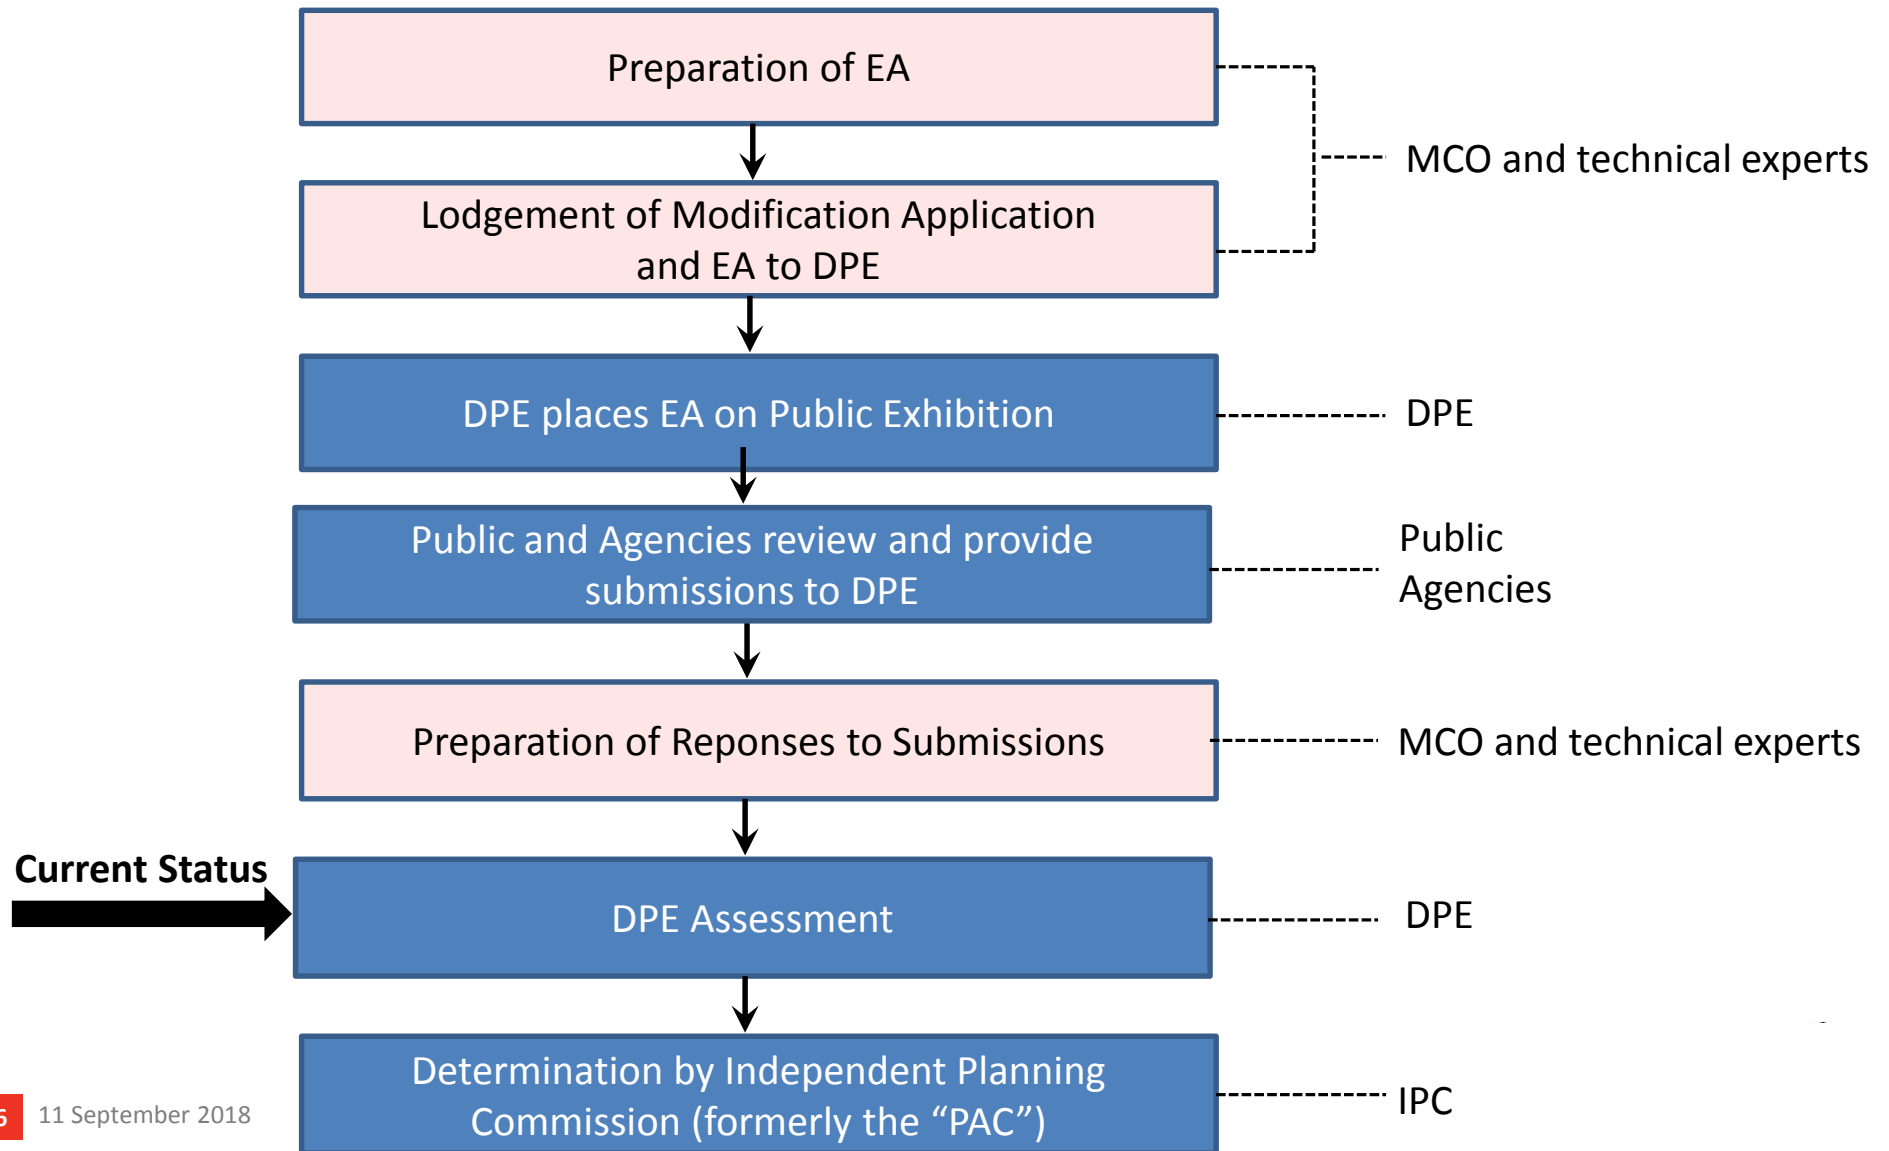 Preparation of EA
MCO and technical experts
Lodgement of Modification Application
and EA to DPE
DPE places EA on Public Exhibition
DPE
Public and Agencies review and provide
submissions to DPE
Public
Agencies
Preparation of Reponses to Submissions
MCO and technical experts
Current Status
DPE Assessment
DPE
Determination by Independent Planning
Commission (formerly the “PAC”)
IPC
6
11 September 2018